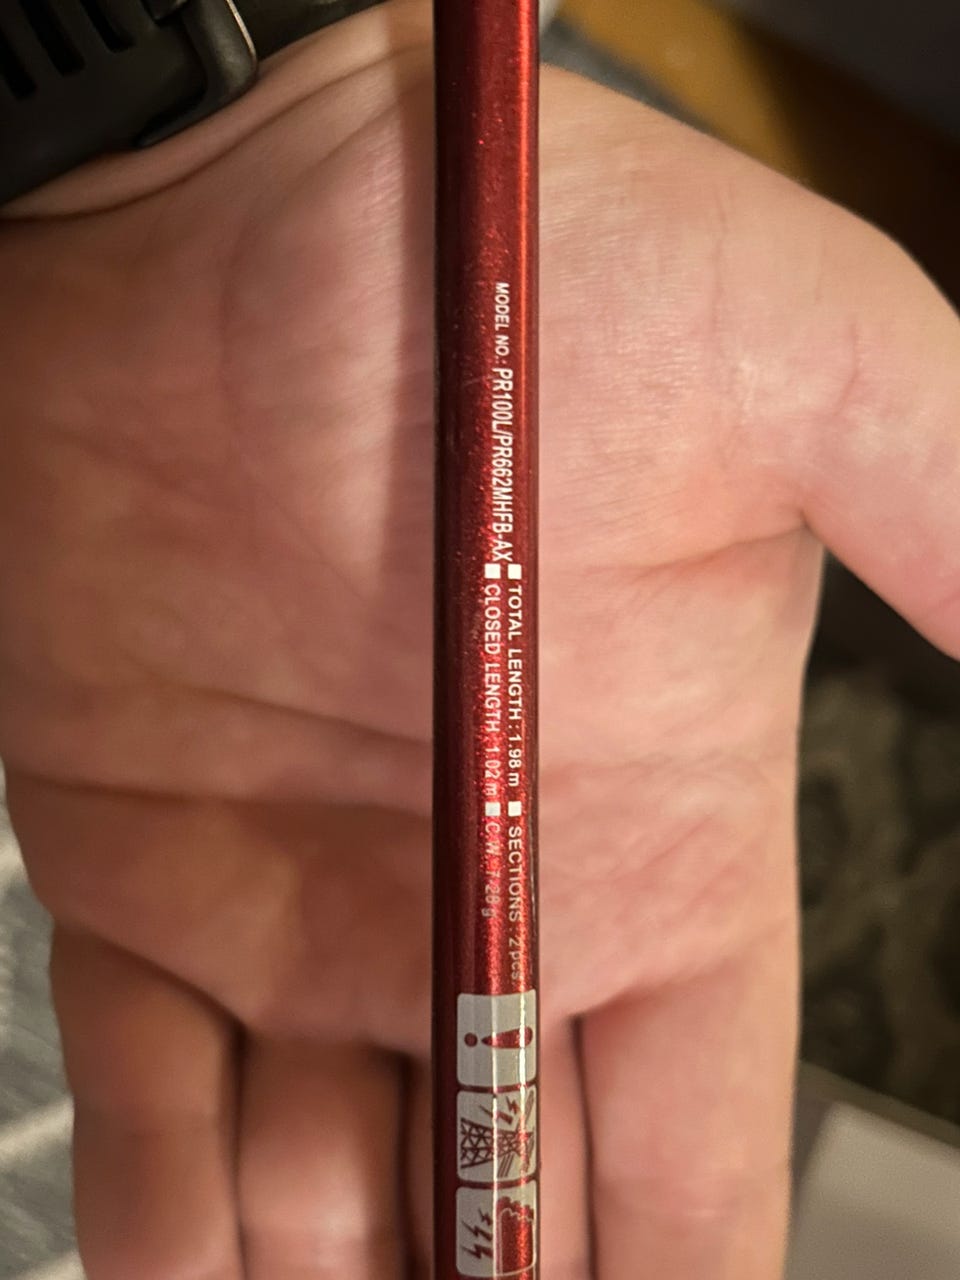 MODEL NO.: PR100L/PR662MHFB-AX
■ TOTAL LENGTH : 1.98 m ■ SECTIONS : 2 pcs
■ CLOSED LENGTH : 1.02 m ■ C.W. 7-28 g